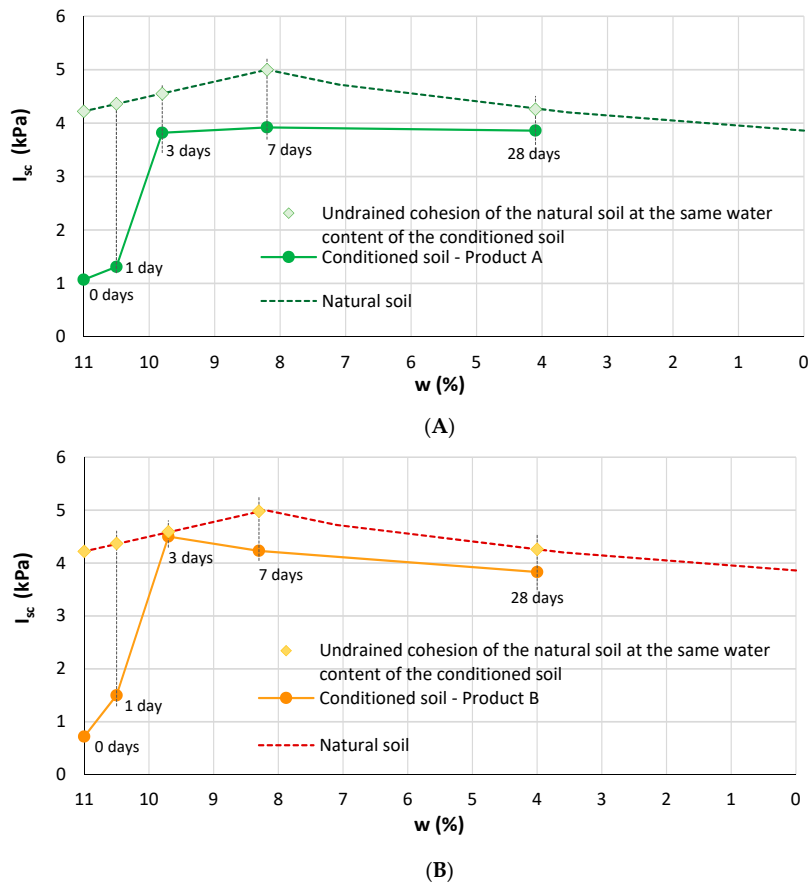 6
5
4
3
2
1
0
I_sc (kPa)
3 days
7 days
28 days
1 day
0 days
Undrained cohesion of the natural soil at the same water
content of the conditioned soil
Conditioned soil - Product A
Natural soil
11 10 9 8 7 6 5 4 3 2 1 0
w (%)
(A)
6
5
4
3
2
1
0
I_sc (kPa)
3 days
7 days
28 days
1 day
0 days
Undrained cohesion of the natural soil at the same water
content of the conditioned soil
Conditioned soil - Product B
Natural soil
11 10 9 8 7 6 5 4 3 2 1 0
w (%)
(B)